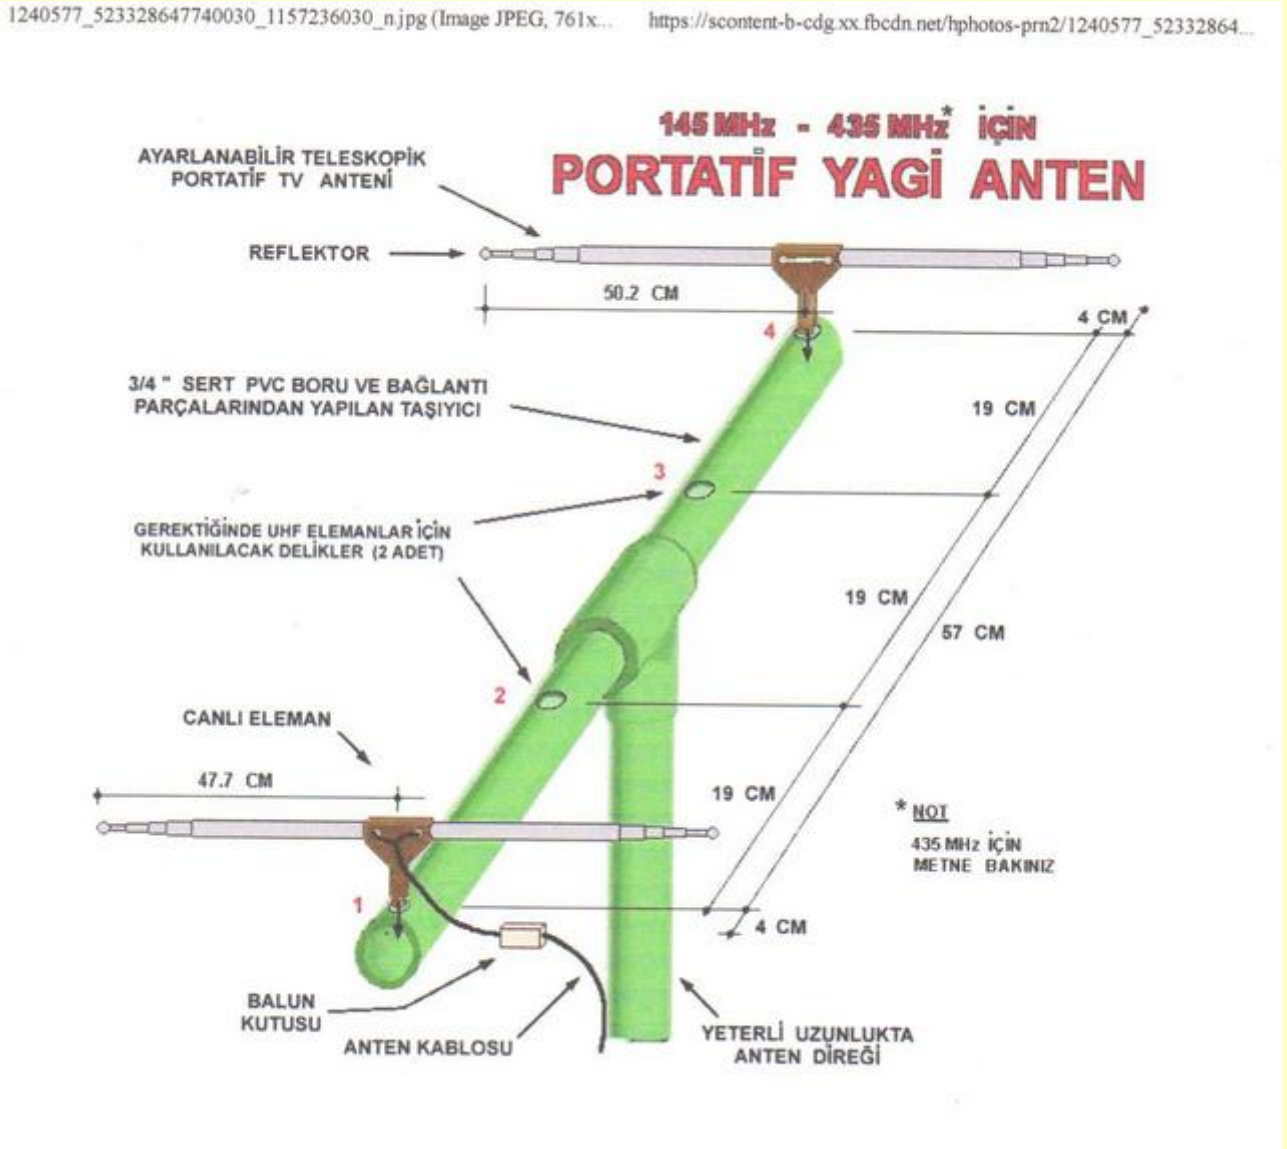 1240577_523328647740030_1157236030_n.jpg (Image JPEG, 761x...
https://scontent-b-cdg.xx.fbcdn.net/hphotos-prn2/1240577_52332864...
145 MHz - 435 MHz* İÇİN
PORTATİF YAGİ ANTEN
AYARLANABİLİR TELESKOPİK
PORTATİF TV ANTENİ
REFLEKTOR
50.2 CM
4
4 CM
*
3/4 " SERT PVC BORU VE BAĞLANTI
PARÇALARINDAN YAPILAN TAŞIYICI
19 CM
3
GEREKTİĞİNDE UHF ELEMANLAR İÇİN
KULLANILACAK DELİKLER (2 ADET)
19 CM
57 CM
2
CANLI ELEMAN
47.7 CM
19 CM
* NOT
435 MHz İÇİN
METNE BAKINIZ
1
4 CM
BALUN
KUTUSU
ANTEN KABLOSU
YETERLİ UZUNLUKTA
ANTEN DİREĞİ